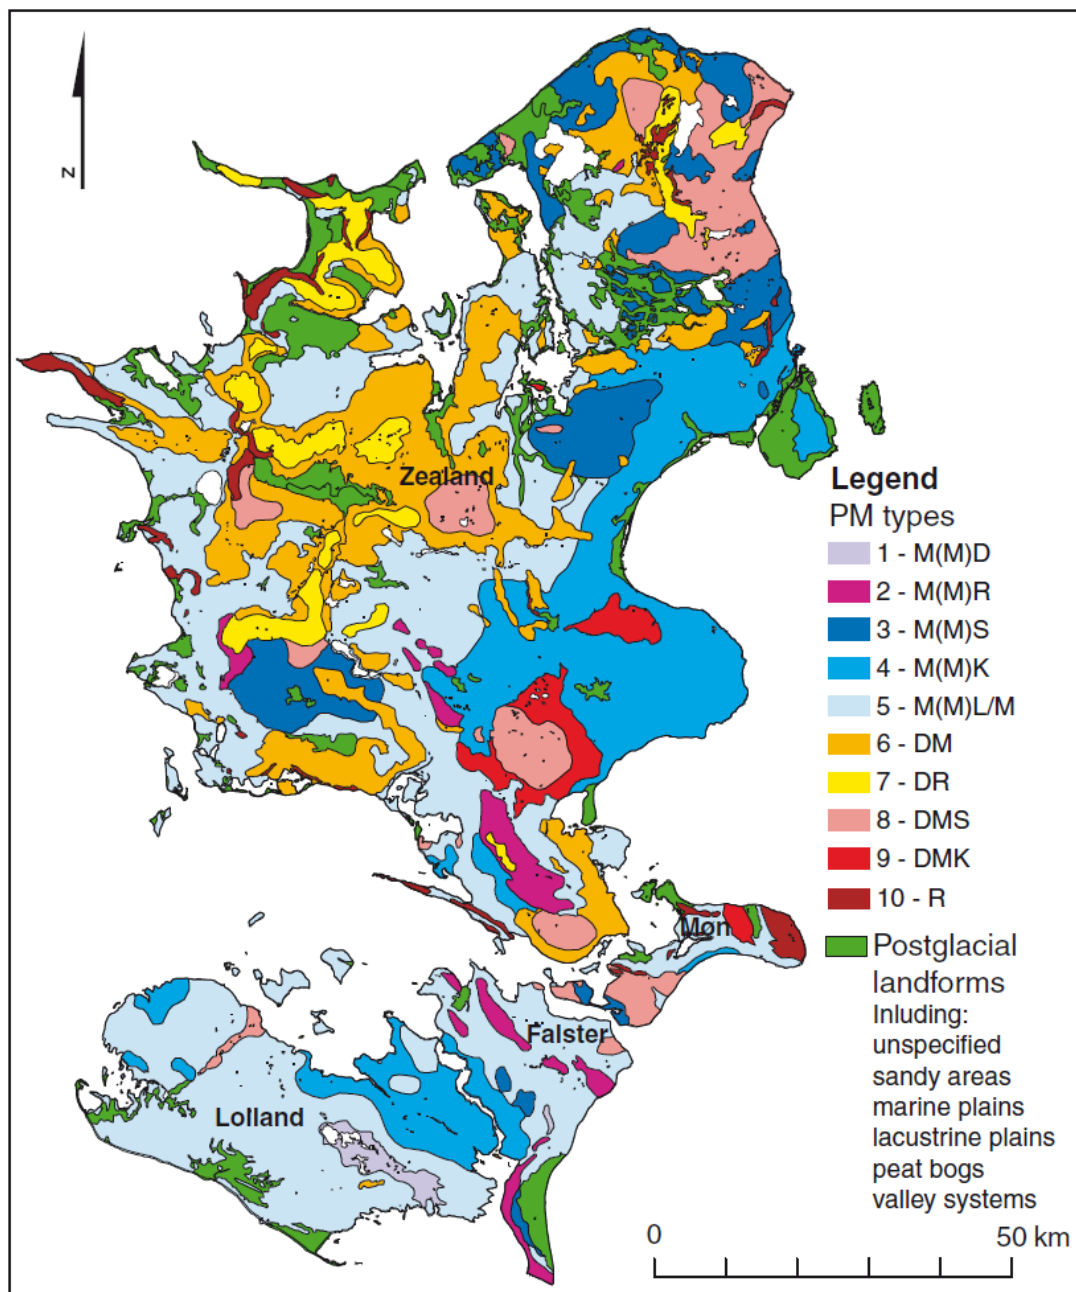 N
Zealand
Møn
Falster
Lolland
Legend
PM types
1 - M(M)D
2 - M(M)R
3 - M(M)S
4 - M(M)K
5 - M(M)L/M
6 - DM
7 - DR
8 - DMS
9 - DMK
10 - R
Postglacial
landforms
Inluding:
unspecified
sandy areas
marine plains
lacustrine plains
peat bogs
valley systems
0
50 km